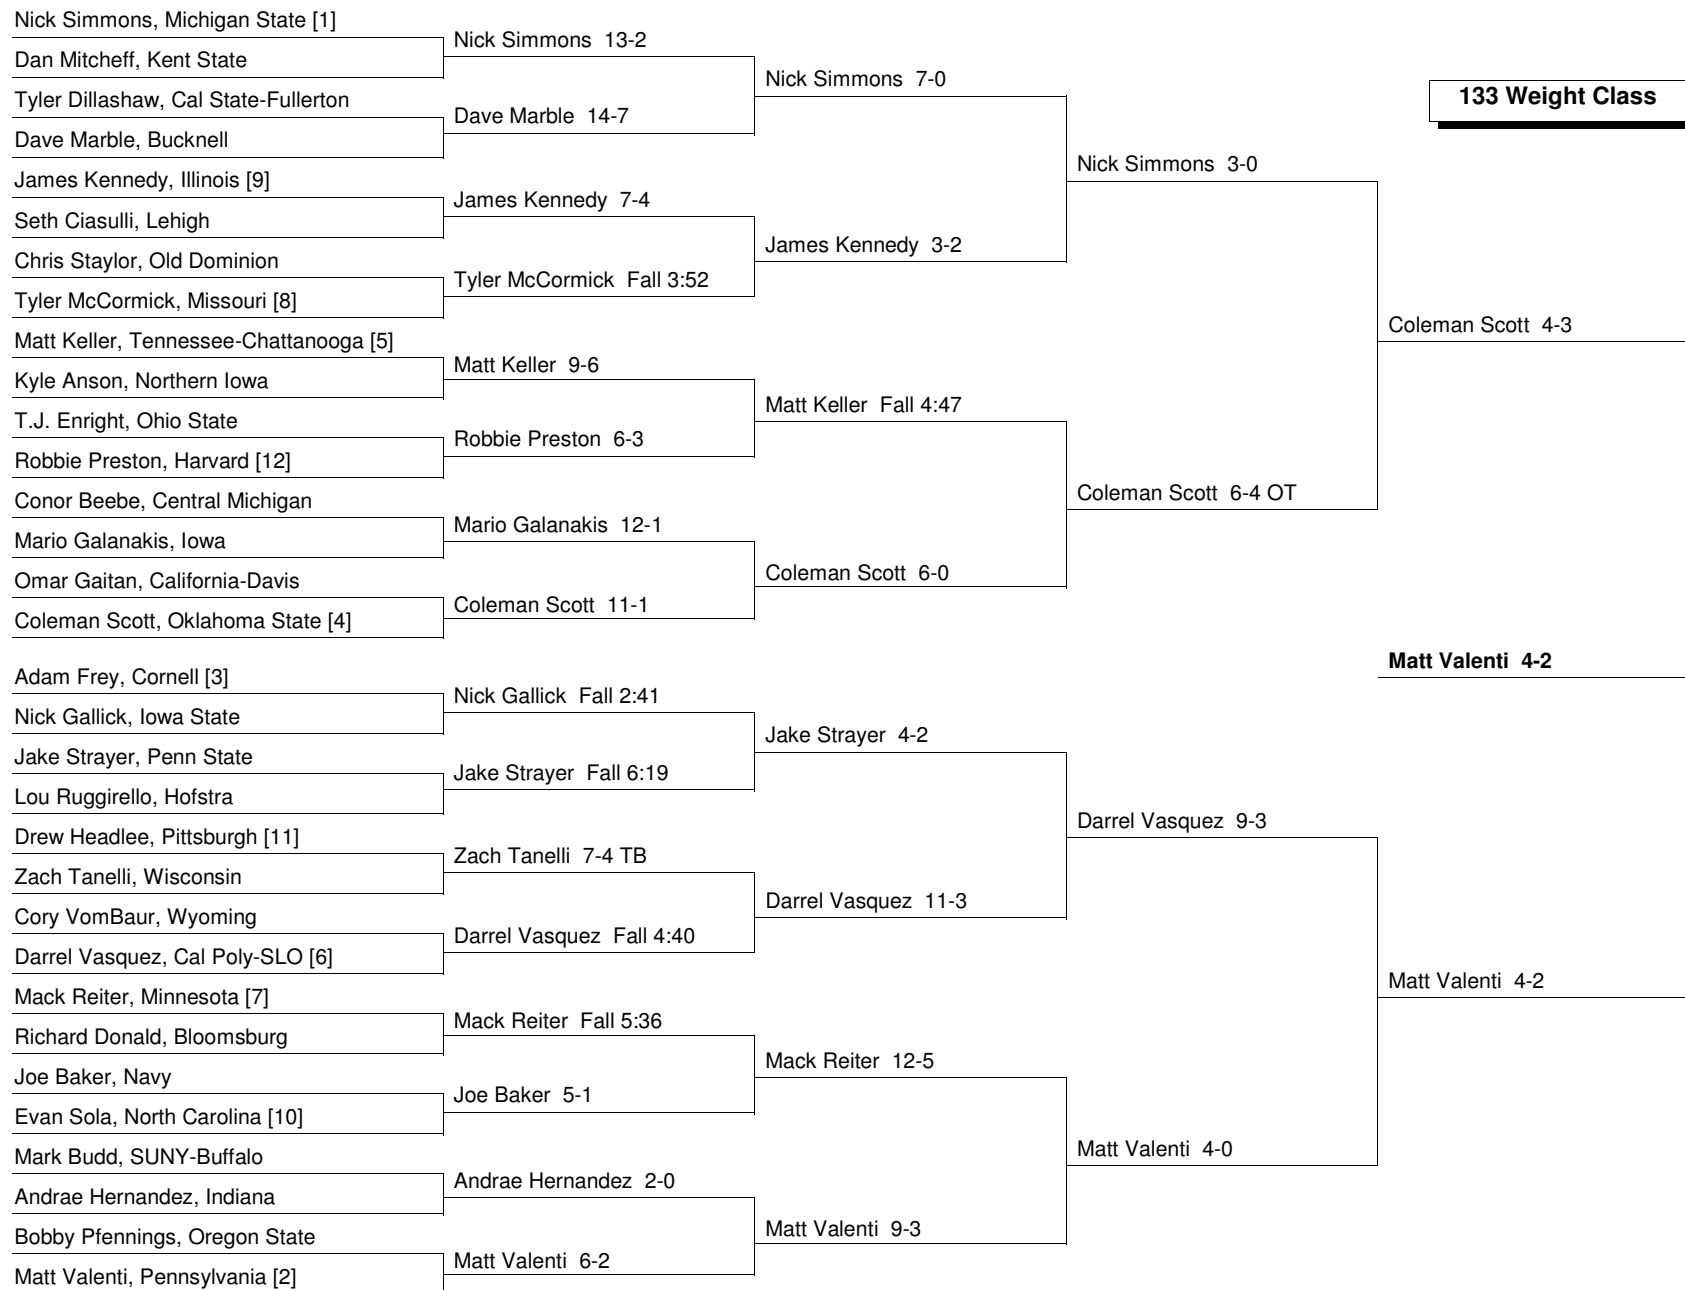 Nick Simmons, Michigan State [1]
Dan Mitcheff, Kent State
Tyler Dillashaw, Cal State-Fullerton
Dave Marble, Bucknell
James Kennedy, Illinois [9]
Seth Ciasulli, Lehigh
Chris Staylor, Old Dominion
Tyler McCormick, Missouri [8]
Matt Keller, Tennessee-Chattanooga [5]
Kyle Anson, Northern Iowa
T.J. Enright, Ohio State
Robbie Preston, Harvard [12]
Conor Beebe, Central Michigan
Mario Galanakis, Iowa
Omar Gaitan, California-Davis
Coleman Scott, Oklahoma State [4]
Adam Frey, Cornell [3]
Nick Gallick, Iowa State
Jake Strayer, Penn State
Lou Ruggirello, Hofstra
Drew Headlee, Pittsburgh [11]
Zach Tanelli, Wisconsin
Cory VomBaur, Wyoming
Darrel Vasquez, Cal Poly-SLO [6]
Mack Reiter, Minnesota [7]
Richard Donald, Bloomsburg
Joe Baker, Navy
Evan Sola, North Carolina [10]
Mark Budd, SUNY-Buffalo
Andrae Hernandez, Indiana
Bobby Pfennings, Oregon State
Matt Valenti, Pennsylvania [2]
Nick Simmons 13-2
Dave Marble 14-7
James Kennedy 7-4
Tyler McCormick Fall 3:52
Matt Keller 9-6
Robbie Preston 6-3
Mario Galanakis 12-1
Coleman Scott 11-1
Nick Gallick Fall 2:41
Jake Strayer Fall 6:19
Zach Tanelli 7-4 TB
Darrel Vasquez Fall 4:40
Mack Reiter Fall 5:36
Joe Baker 5-1
Andrae Hernandez 2-0
Matt Valenti 6-2
Nick Simmons 7-0
James Kennedy 3-2
Matt Keller Fall 4:47
Coleman Scott 6-0
Jake Strayer 4-2
Darrel Vasquez 11-3
Mack Reiter 12-5
Matt Valenti 9-3
Nick Simmons 3-0
Coleman Scott 6-4 OT
Darrel Vasquez 9-3
Matt Valenti 4-0
133 Weight Class
Coleman Scott 4-3
Matt Valenti 4-2
Matt Valenti 4-2